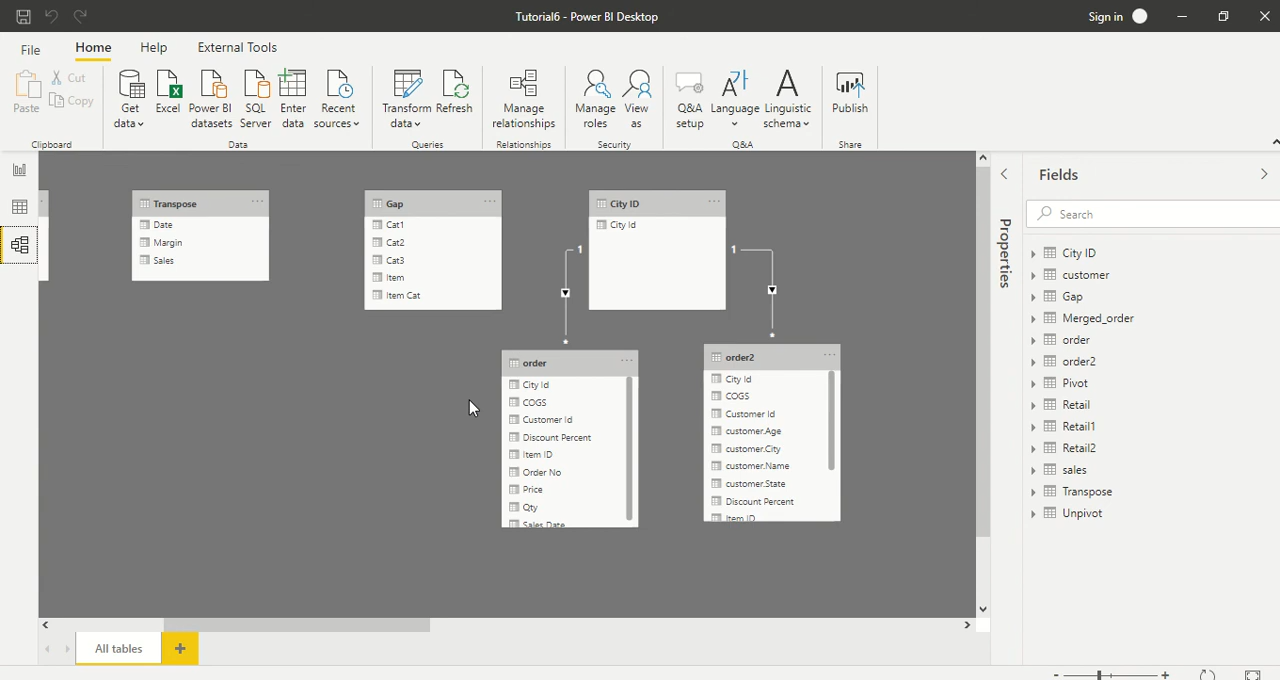 Tutorial6 - Power BI Desktop
Sign in
File
Home
Help
External Tools
Paste
Cut
Copy
Clipboard
Get data
Excel
Power BI datasets
SQL Server
Enter data
Recent sources
Data
Transform data
Refresh
Queries
Manage relationships
Relationships
Manage roles
View as
Security
Q&A setup
Language
Linguistic schema
Q&A
Publish
Share
Transpose
Date
Margin
Sales
Gap
Cat1
Cat2
Cat3
Item
Item Cat
City ID
City Id
1
1
*
*
order
City Id
COGS
Customer Id
Discount Percent
Item ID
Order No
Price
Qty
Sales Date
order2
City Id
COGS
Customer Id
customer.Age
customer.City
customer.Name
customer.State
Discount Percent
Item ID
Properties
Fields
Search
City ID
customer
Gap
Merged_order
order
order2
Pivot
Retail
Retail1
Retail2
sales
Transpose
Unpivot
All tables
+
- +